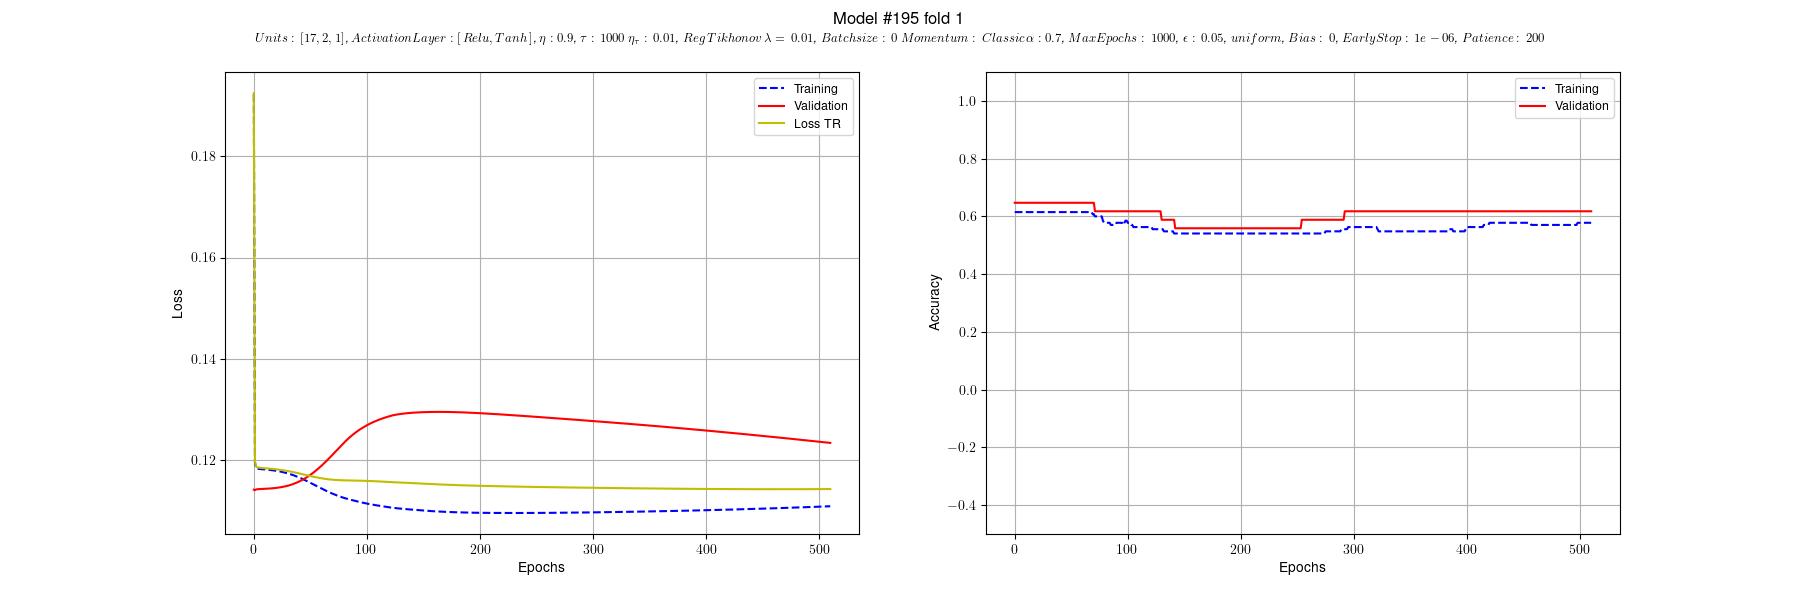 Model #195 fold 1
Units : [17, 2, 1], ActivationLayer : [Relu, Tanh], η : 0.9, τ : 1000 ητ : 0.01, RegTikhonov λ = 0.01, Batchsize : 0 Momentum : Classicα : 0.7, MaxEpochs : 1000, ϵ : 0.05, uniform, Bias : 0, EarlyStop : 1e − 06, Patience : 200
Training
Validation
Loss TR
0.18
0.16
0.14
0.12
Loss
0 100 200 300 400 500
Epochs
Training
Validation
1.0
0.8
0.6
0.4
0.2
0.0
−0.2
−0.4
Accuracy
0 100 200 300 400 500
Epochs